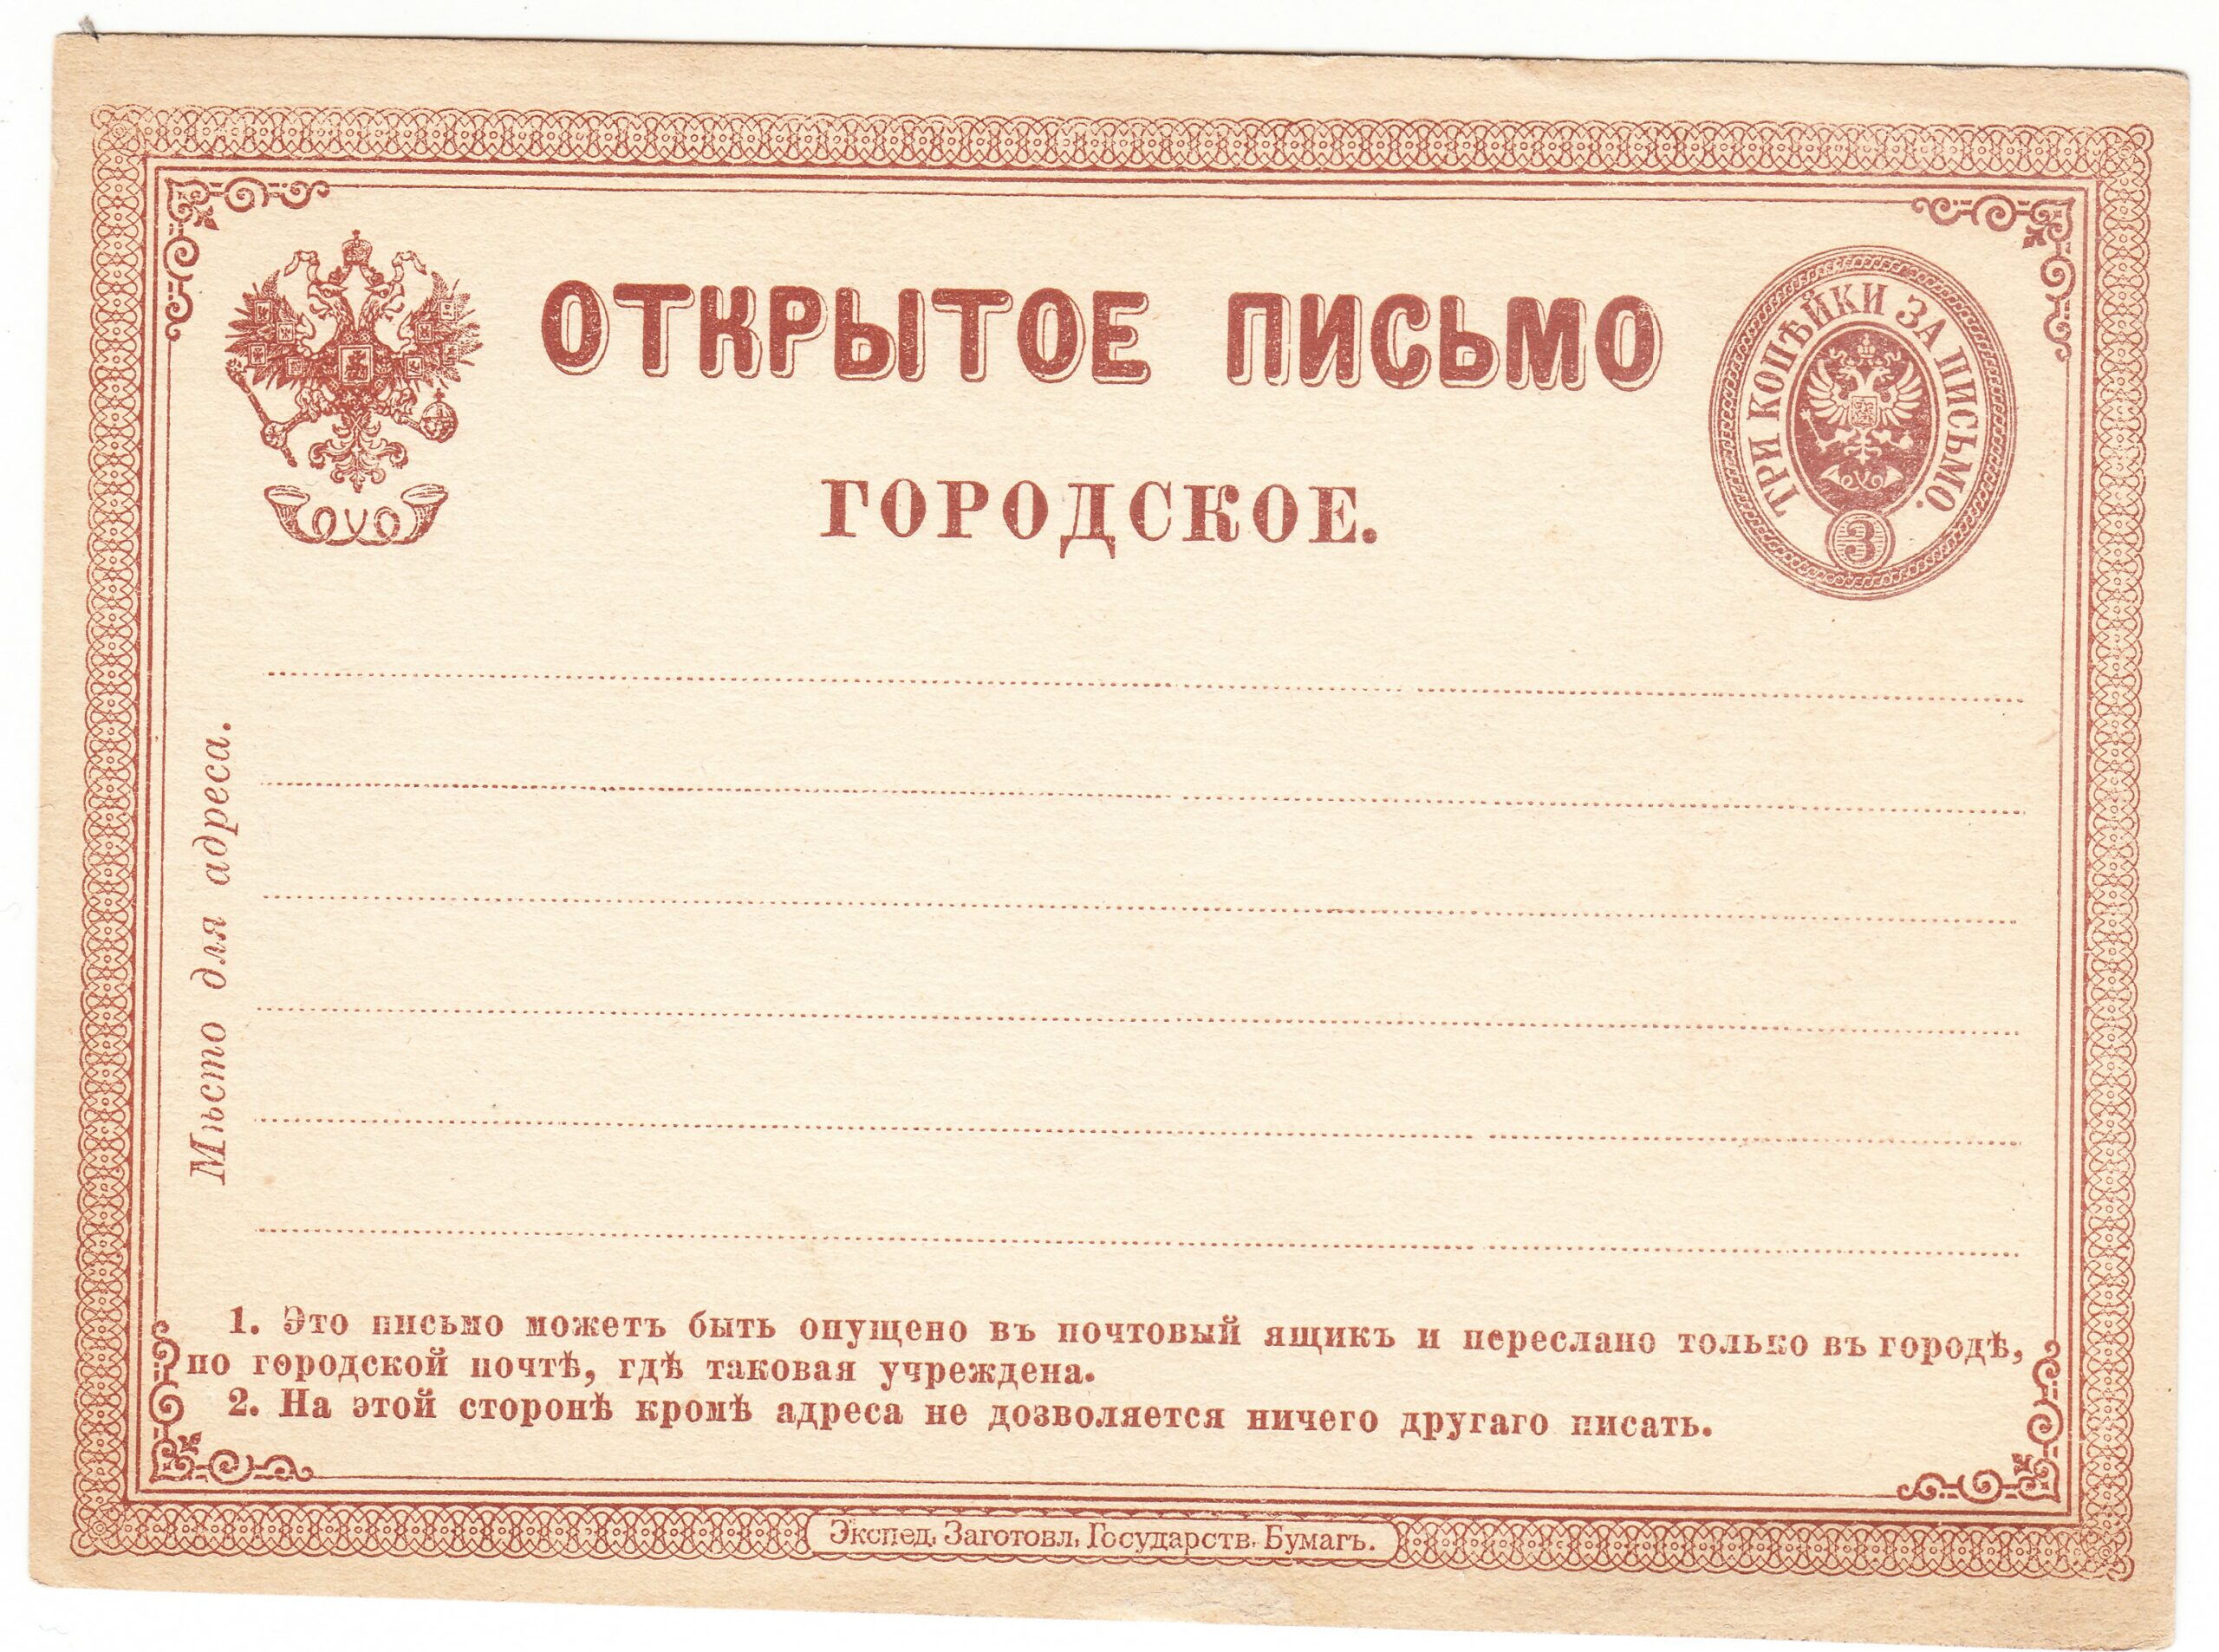 ОТКРЫТОЕ ПИСЬМО
ТРИ КОПѢЙКИ ЗА ПИСЬМО.
3
ГОРОДСКОЕ.
Мѣсто для адреса.
1. Это письмо можетъ быть опущено въ почтовый ящикъ и переслано только въ городѣ,
по городской почтѣ, гдѣ таковая учреждена.
2. На этой сторонѣ кромѣ адреса не дозволяется ничего другаго писать.
Экспед. Заготовл. Государств. Бумагъ.